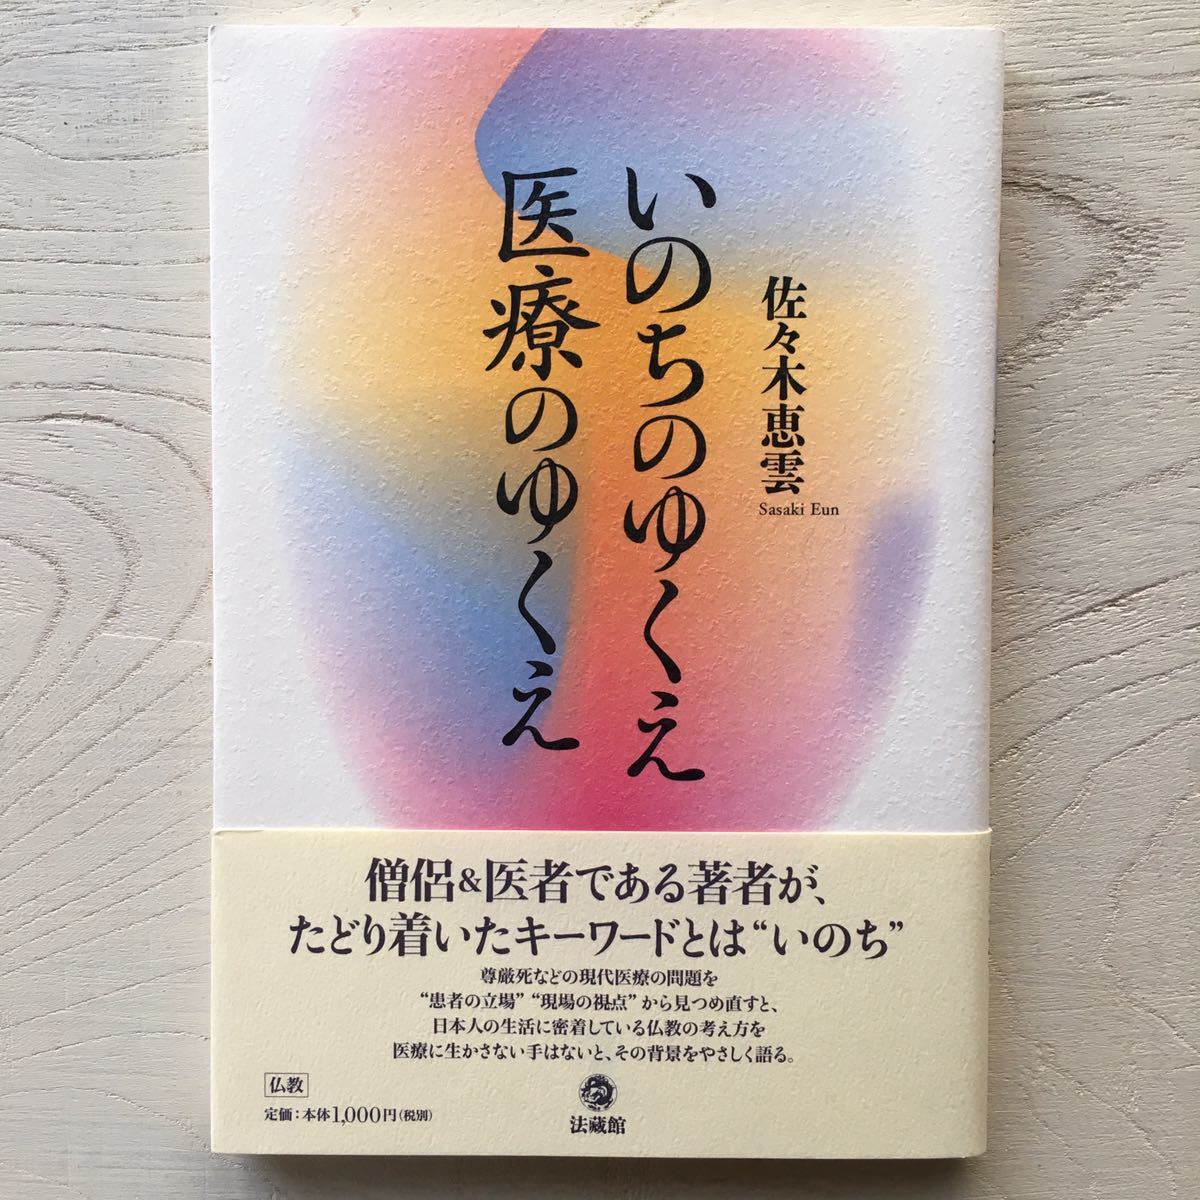 いのちのゆくえ
医療のゆくえ
佐々木恵雲
Sasaki Eun
僧侶&医者である著者が、
たどり着いたキーワードとは“いのち”
尊厳死などの現代医療の問題を
“患者の立場”“現場の視点”から見つめ直すと、
日本人の生活に密着している仏教の考え方を
医療に生かさない手はないと、その背景をやさしく語る。
仏教
定価:本体1,000円(税別)
法藏館